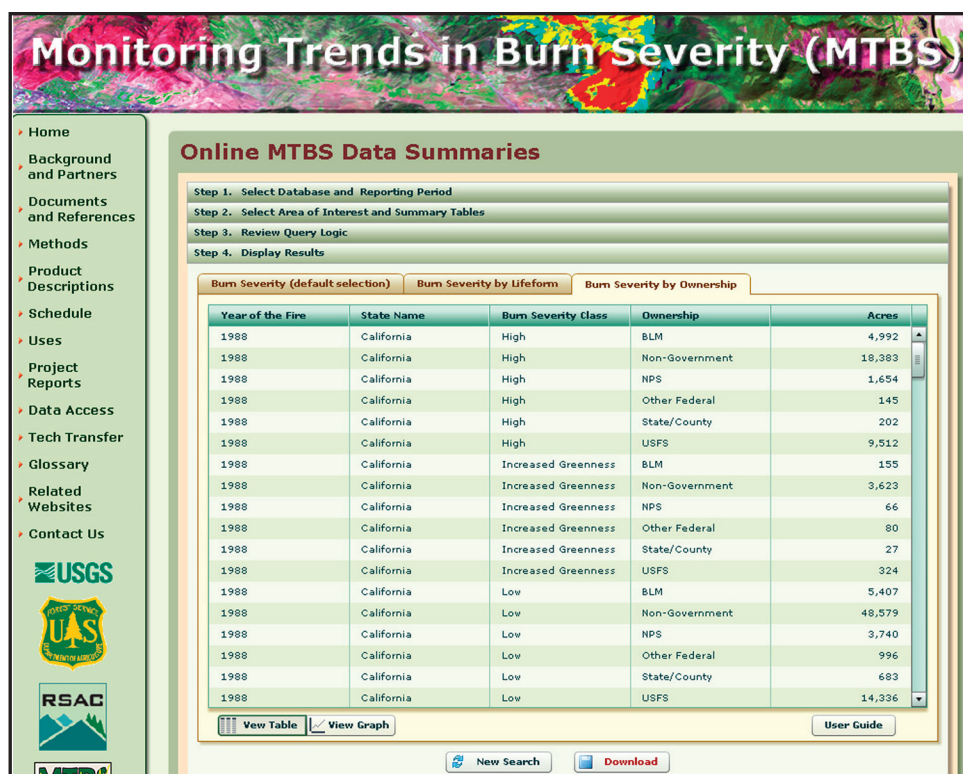 Monitoring Trends in Burn Severity (MTBS)
Home
Background
and Partners
Documents
and References
Methods
Product
Descriptions
Schedule
Uses
Project
Reports
Data Access
Tech Transfer
Glossary
Related
Websites
Contact Us
USGS
FOREST SERVICE
U S
DEPARTMENT OF AGRICULTURE
RSAC
MTBS
Online MTBS Data Summaries
Step 1. Select Database and Reporting Period
Step 2. Select Area of Interest and Summary Tables
Step 3. Review Query Logic
Step 4. Display Results
Burn Severity (default selection) Burn Severity by Lifeform Burn Severity by Ownership
Year of the Fire State Name Burn Severity Class Ownership Acres
1988 California High BLM 4,992
1988 California High Non-Government 18,383
1988 California High NPS 1,654
1988 California High Other Federal 145
1988 California High State/County 202
1988 California High USFS 9,512
1988 California Increased Greenness BLM 155
1988 California Increased Greenness Non-Government 3,623
1988 California Increased Greenness NPS 66
1988 California Increased Greenness Other Federal 80
1988 California Increased Greenness State/County 27
1988 California Increased Greenness USFS 324
1988 California Low BLM 5,407
1988 California Low Non-Government 48,579
1988 California Low NPS 3,740
1988 California Low Other Federal 996
1988 California Low State/County 683
1988 California Low USFS 14,336
Vew Table View Graph User Guide
New Search Download